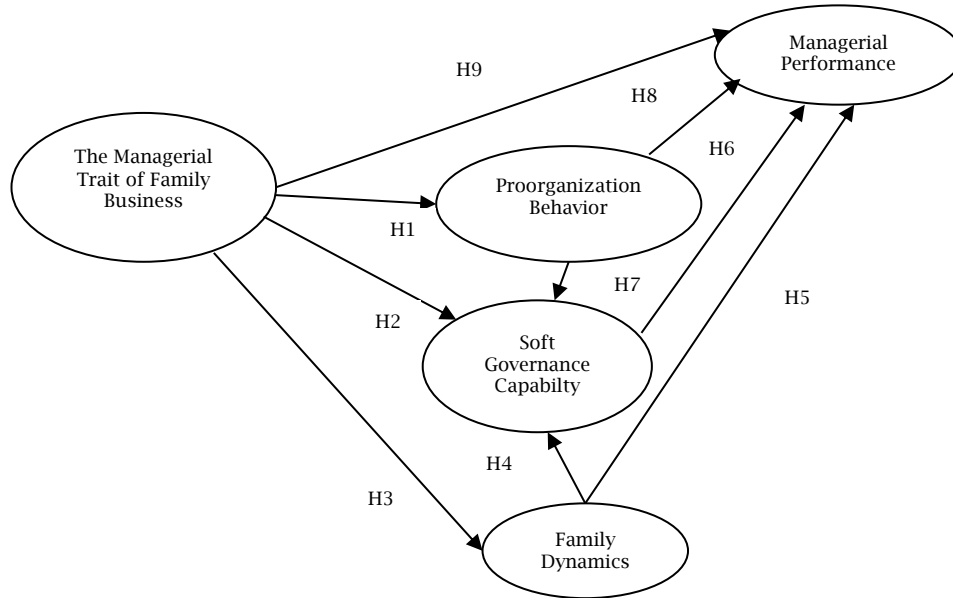 Managerial
Performance
H9
H8
H6
The Managerial
Trait of Family
Business
Proorganization
Behavior
H1
H7
H5
H2
Soft
Governance
Capabilty
H4
H3
Family
Dynamics